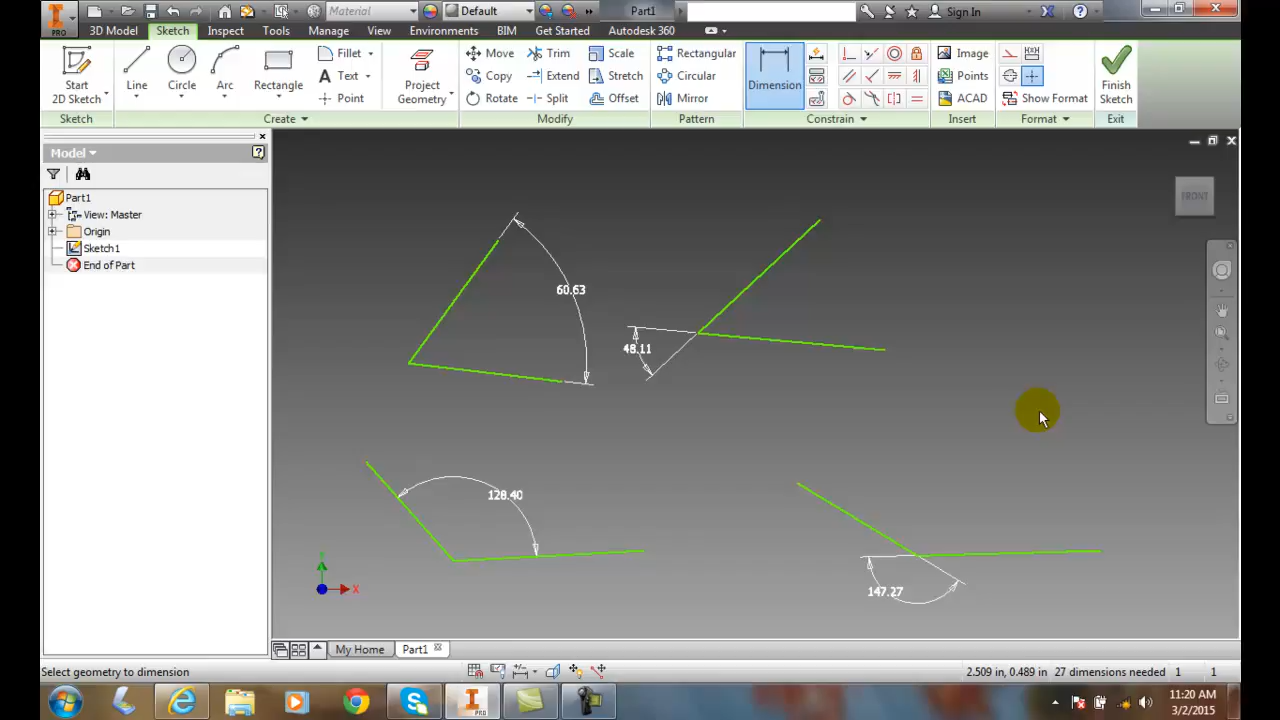 Material Default Part1 Sign In
PRO 3D Model Sketch Inspect Tools Manage View Environments BIM Get Started Autodesk 360
Start 2D Sketch Line Circle Arc Rectangle Fillet Text Point Project Geometry Move Copy Rotate Trim Extend Split Scale Stretch Offset Rectangular Circular Mirror Dimension Image Points ACAD Show Format Finish Sketch
Sketch Create Modify Pattern Constrain Insert Format Exit
Model
Part1
View: Master
Origin
Sketch1
End of Part
FRONT
60.63
48.11
128.40
147.27
X
My Home Part1
Select geometry to dimension 2.509 in, 0.489 in 27 dimensions needed 1 1
PRO
11:20 AM
3/2/2015